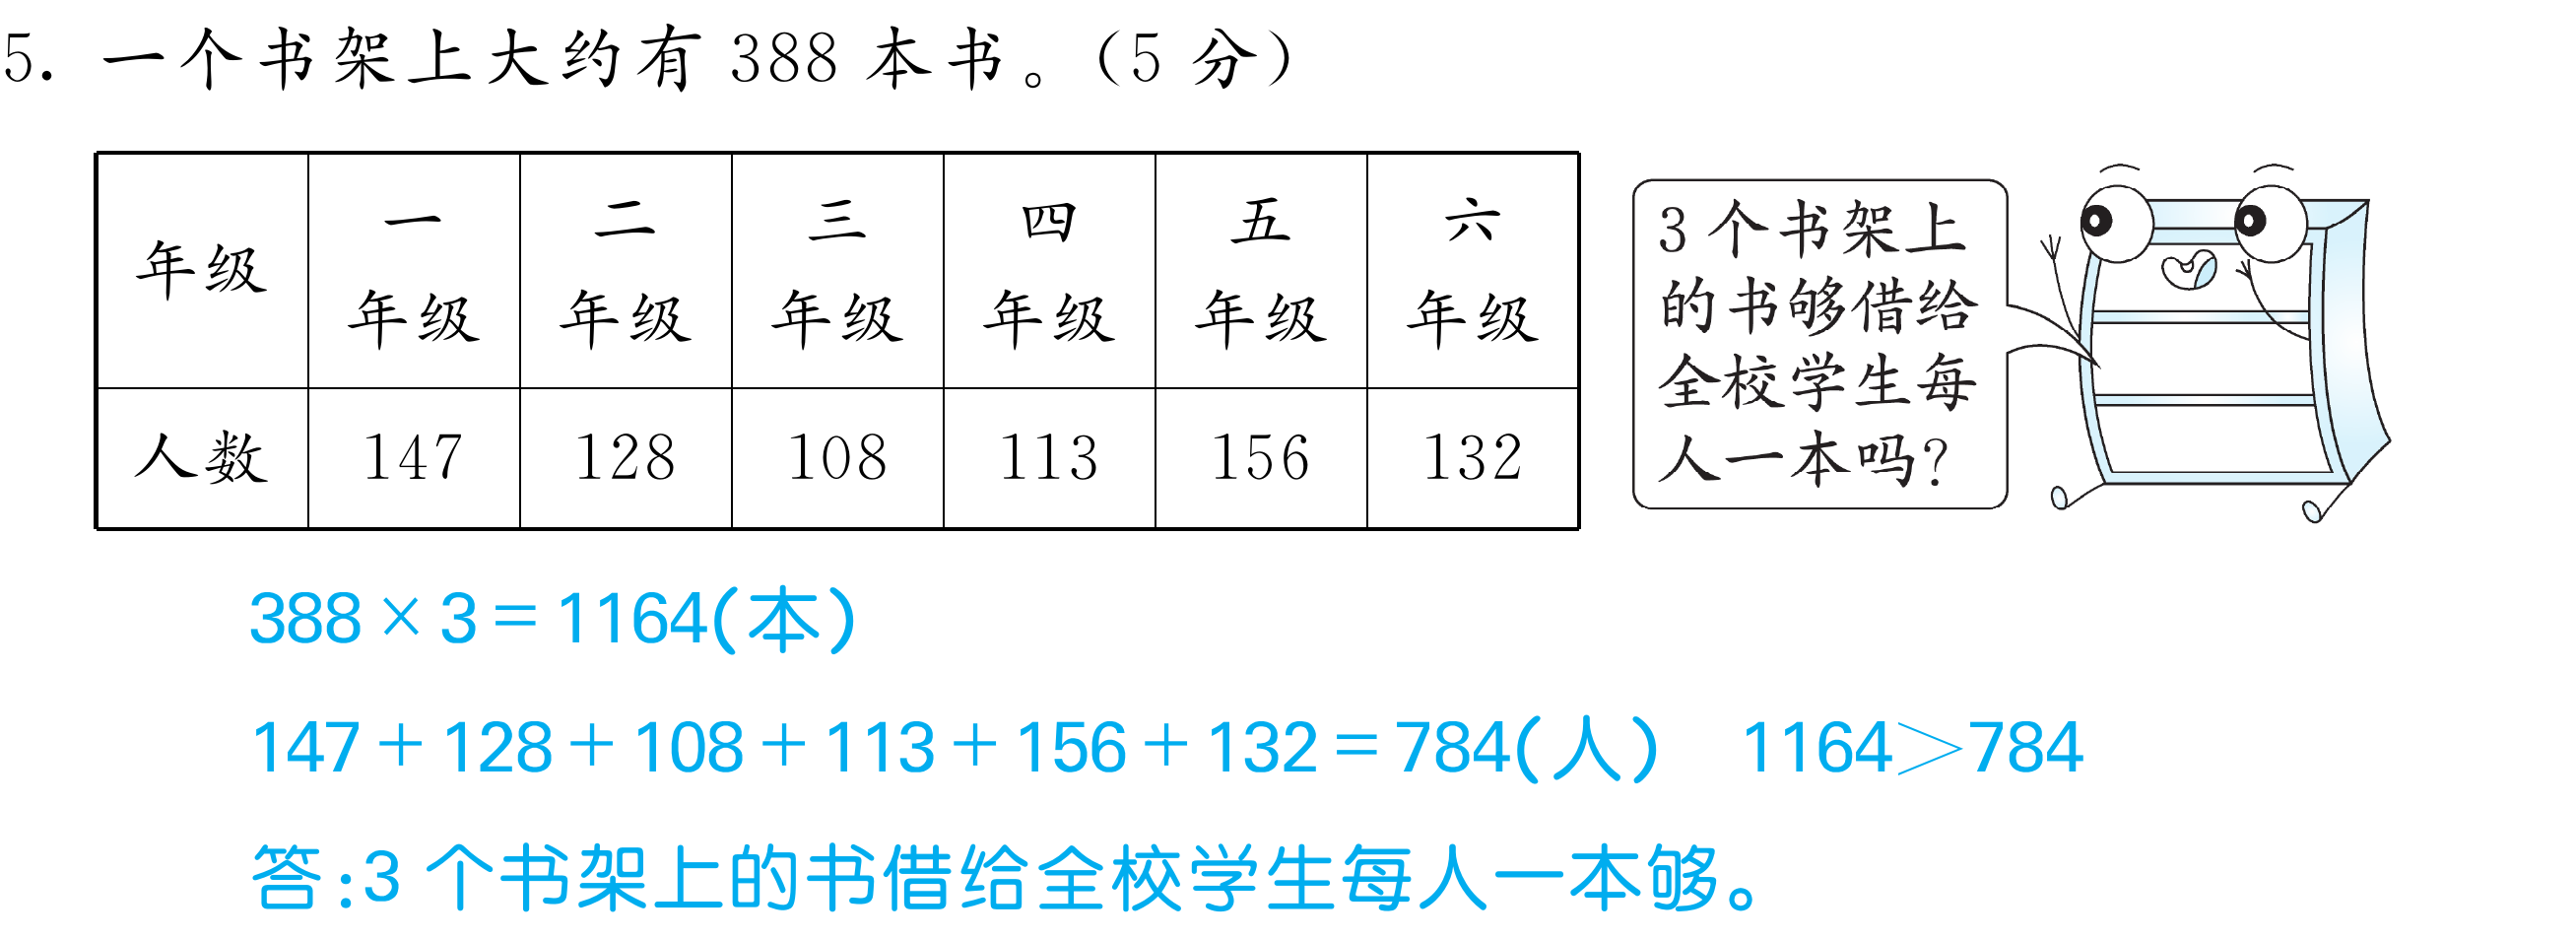 5. 一个书架上大约有 388 本书。（5 分）
年级 一年级 二年级 三年级 四年级 五年级 六年级
人数 147 128 108 113 156 132
3 个书架上
的书够借给
全校学生每
人一本吗？
388×3=1164(本)
147+128+108+113+156+132=784(人) 1164>784
答:3 个书架上的书借给全校学生每人一本够。